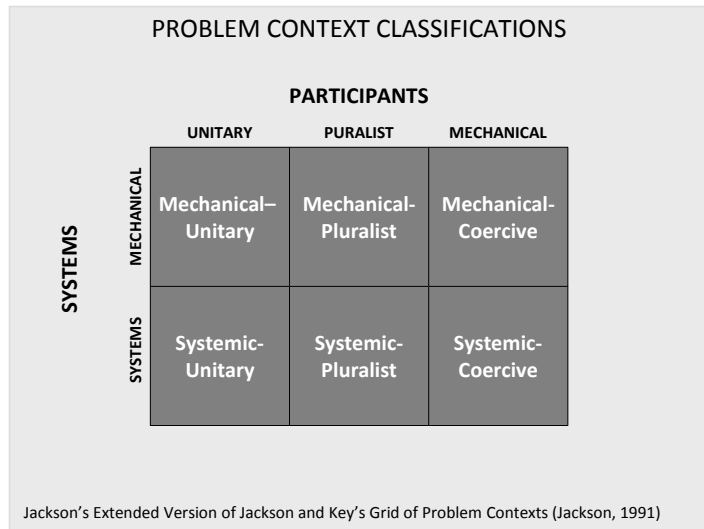 PROBLEM CONTEXT CLASSIFICATIONS
PARTICIPANTS
UNITARY PURALIST MECHANICAL
SYSTEMS
MECHANICAL
Mechanical–
Unitary
Mechanical-
Pluralist
Mechanical-
Coercive
SYSTEMS
Systemic-
Unitary
Systemic-
Pluralist
Systemic-
Coercive
Jackson's Extended Version of Jackson and Key's Grid of Problem Contexts (Jackson, 1991)